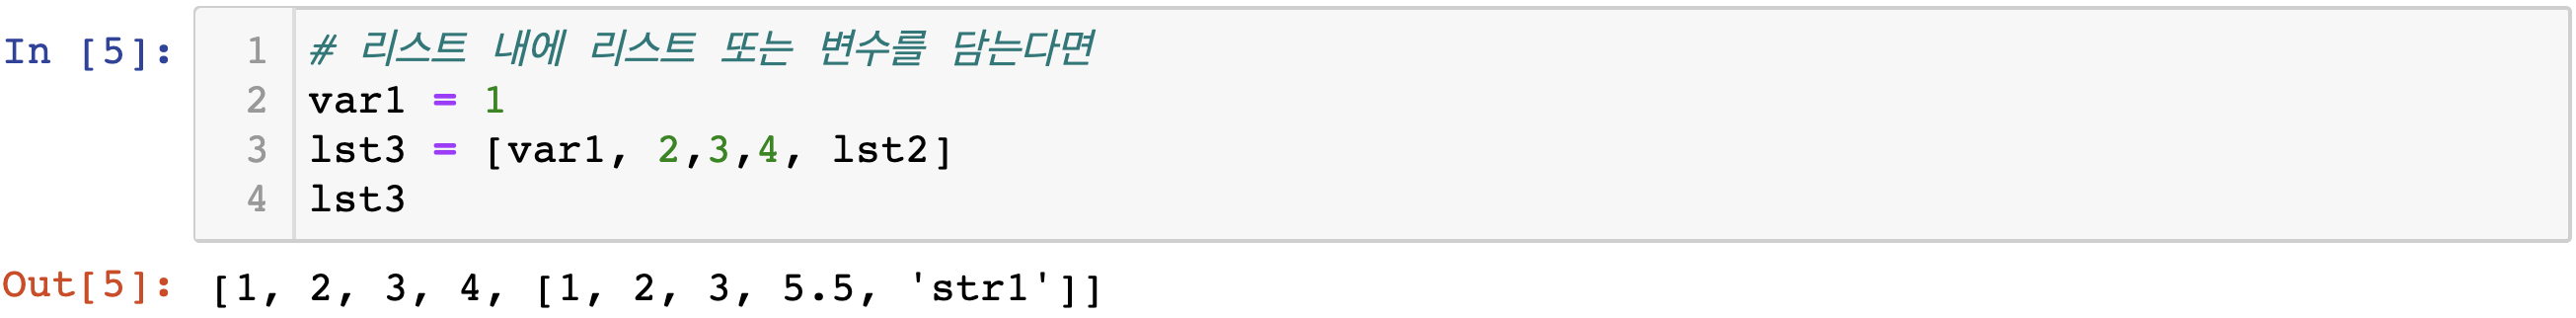 In [5]:
1 # 리스트 내에 리스트 또는 변수를 담는다면
2 var1 = 1
3 lst3 = [var1, 2,3,4, lst2]
4 lst3
Out[5]: [1, 2, 3, 4, [1, 2, 3, 5.5, 'str1']]